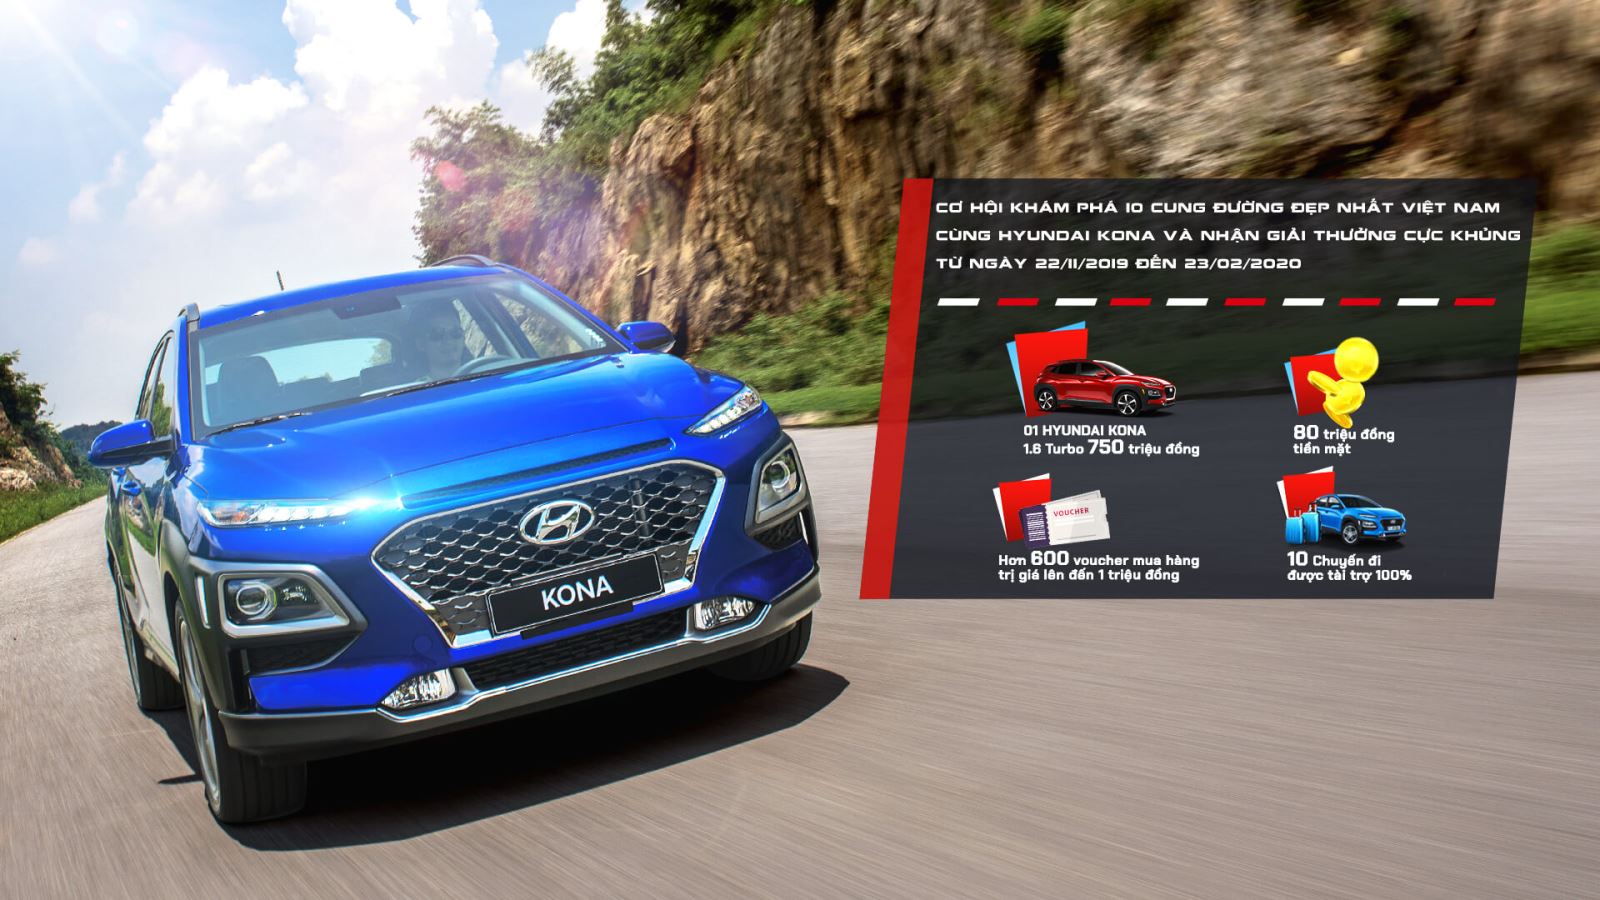 CƠ HỘI KHÁM PHÁ 10 CUNG ĐƯỜNG ĐẸP NHẤT VIỆT NAM
CÙNG HYUNDAI KONA VÀ NHẬN GIẢI THƯỞNG CỰC KHỦNG
TỪ NGÀY 22/11/2019 ĐẾN 23/02/2020
01 HYUNDAI KONA
1.6 Turbo 750 triệu đồng
80 triệu đồng
tiền mặt
VOUCHER
Hơn 600 voucher mua hàng
trị giá lên đến 1 triệu đồng
10 Chuyến đi
được tài trợ 100%
KONA